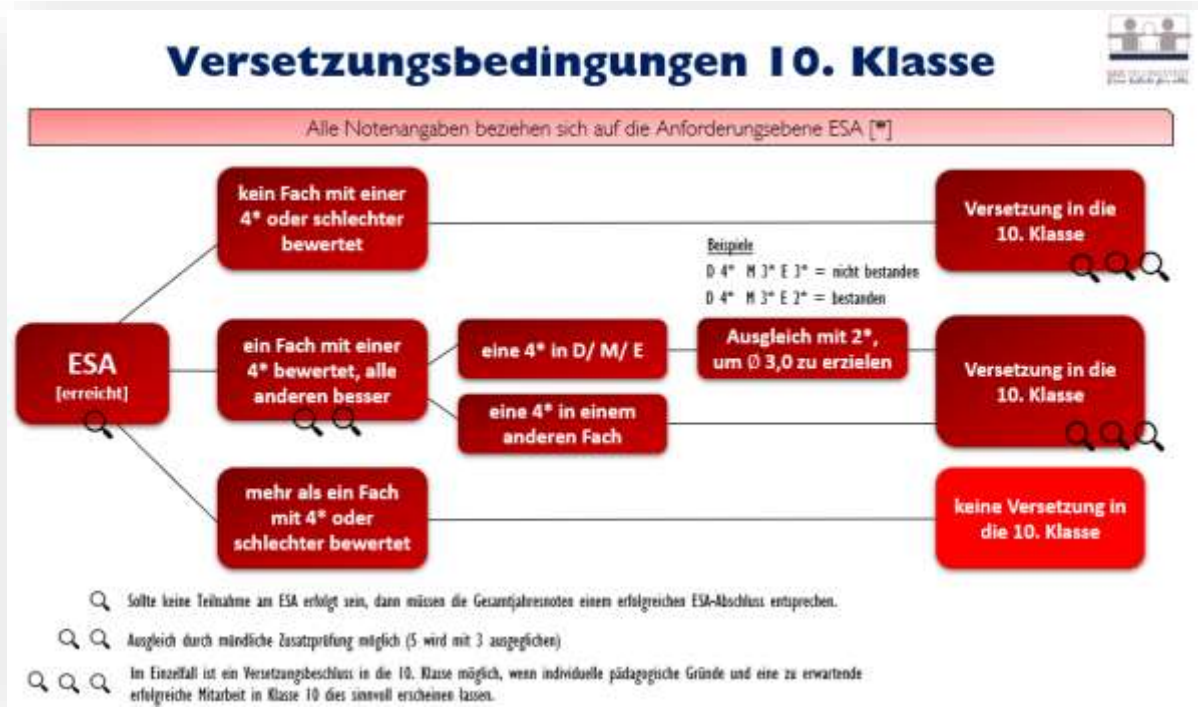 Versetzungsbedingungen 10. Klasse
Alle Notenangaben beziehen sich auf die Anforderungsebene ESA [*]
kein Fach mit einer
4* oder schlechter
bewertet
Versetzung in die
10. Klasse
Beispiele
D 4* M 3* E 3* = nicht bestanden
D 4* M 3* E 2* = bestanden
ESA
[erreicht]
ein Fach mit einer
4* bewertet, alle
anderen besser
eine 4* in D/ M/ E
Ausgleich mit 2*,
um Ø 3,0 zu erzielen
Versetzung in die
10. Klasse
eine 4* in einem
anderen Fach
mehr als ein Fach
mit 4* oder
schlechter bewertet
keine Versetzung in
die 10. Klasse
Sollte keine Teilnahme am ESA erfolgt sein, dann müssen die Gesamtjahresnoten einem erfolgreichen ESA-Abschluss entsprechen.
Ausgleich durch mündliche Zusatzprüfung möglich (5 wird mit 3 ausgeglichen)
Im Einzelfall ist ein Versetzungsbeschluss in die 10. Klasse möglich, wenn individuelle pädagogische Gründe und eine zu erwartende
erfolgreiche Mitarbeit in Klasse 10 dies sinnvoll erscheinen lassen.